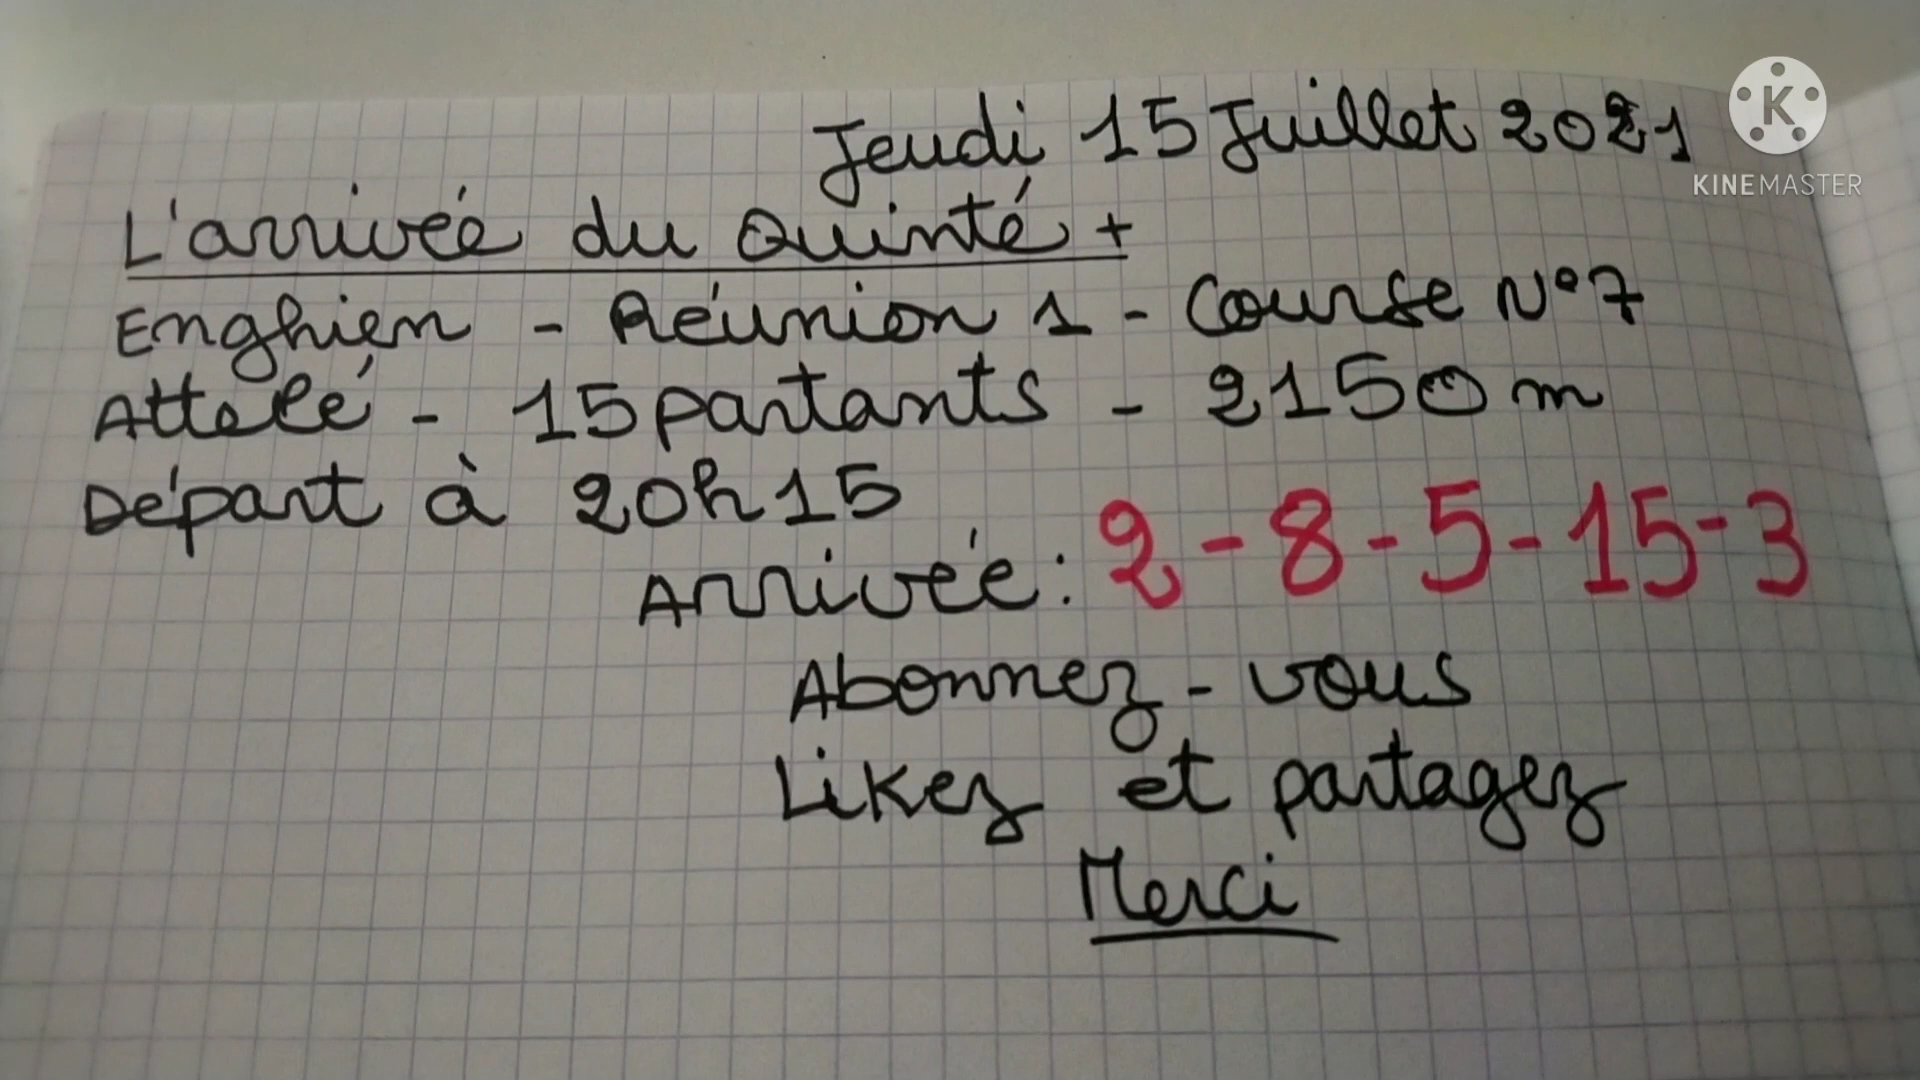 Jeudi 15 Juillet 2021
K
KINEMASTER
L'arrivée du Quinté +
Enghien - Réunion 1 - Course N°7
Attelé - 15 partants - 2150 m
Départ à 20h15
Arrivée : 2 - 8 - 5 - 15 - 3
Abonnez-vous
Likez et partagez
Merci